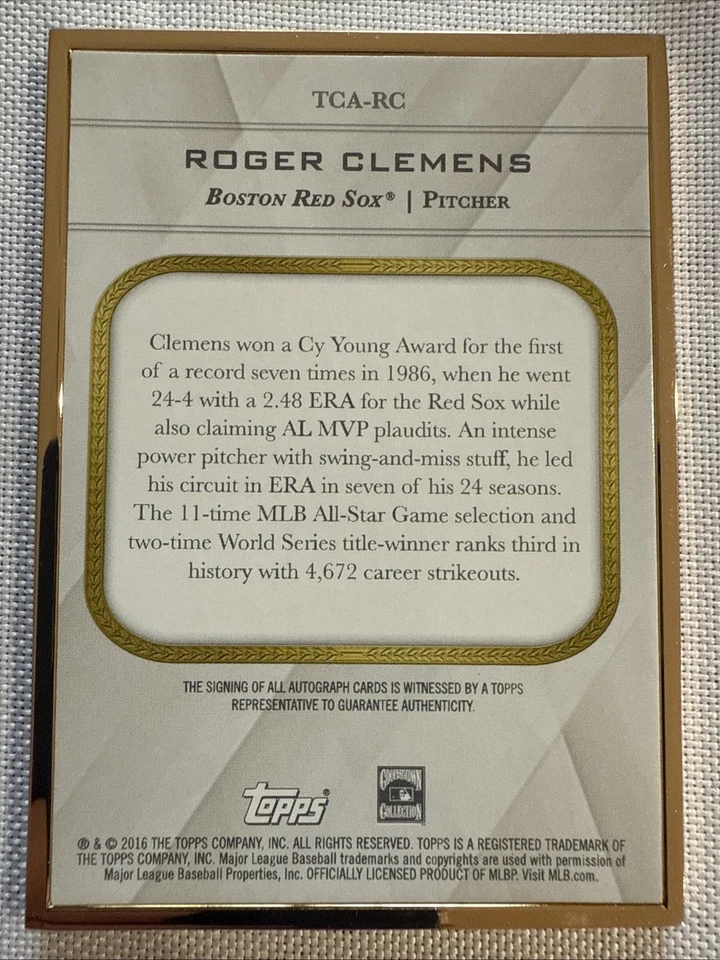 TCA-RC
ROGER CLEMENS
BOSTON RED SOX® | PITCHER
Clemens won a Cy Young Award for the first
of a record seven times in 1986, when he went
24-4 with a 2.48 ERA for the Red Sox while
also claiming AL MVP plaudits. An intense
power pitcher with swing-and-miss stuff, he led
his circuit in ERA in seven of his 24 seasons.
The 11-time MLB All-Star Game selection and
two-time World Series title-winner ranks third in
history with 4,672 career strikeouts.
THE SIGNING OF ALL AUTOGRAPH CARDS IS WITNESSED BY A TOPPS
REPRESENTATIVE TO GUARANTEE AUTHENTICITY.
topps®
COOPERSTOWN
COLLECTION
® & © 2016 THE TOPPS COMPANY, INC. ALL RIGHTS RESERVED. TOPPS IS A REGISTERED TRADEMARK OF
THE TOPPS COMPANY, INC. Major League Baseball trademarks and copyrights are used with permission of
Major League Baseball Properties, Inc. OFFICIALLY LICENSED PRODUCT OF MLBP. Visit MLB.com.